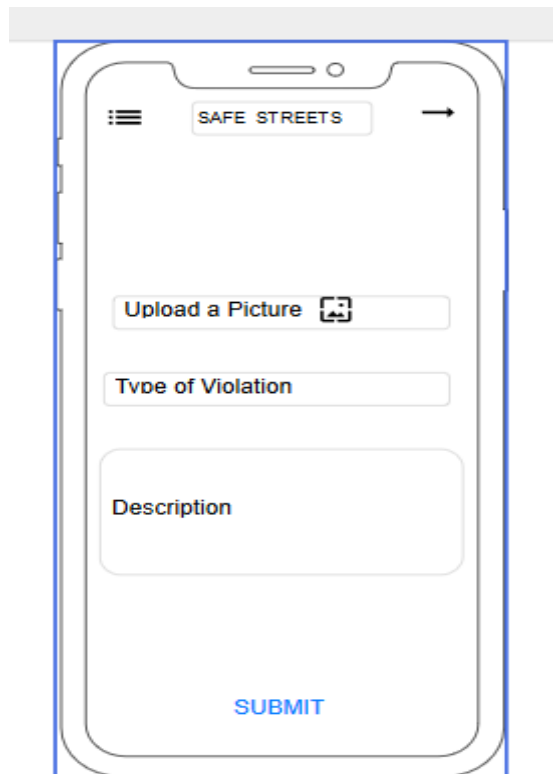 SAFE STREETS
Upload a Picture
Type of Violation
Description
SUBMIT